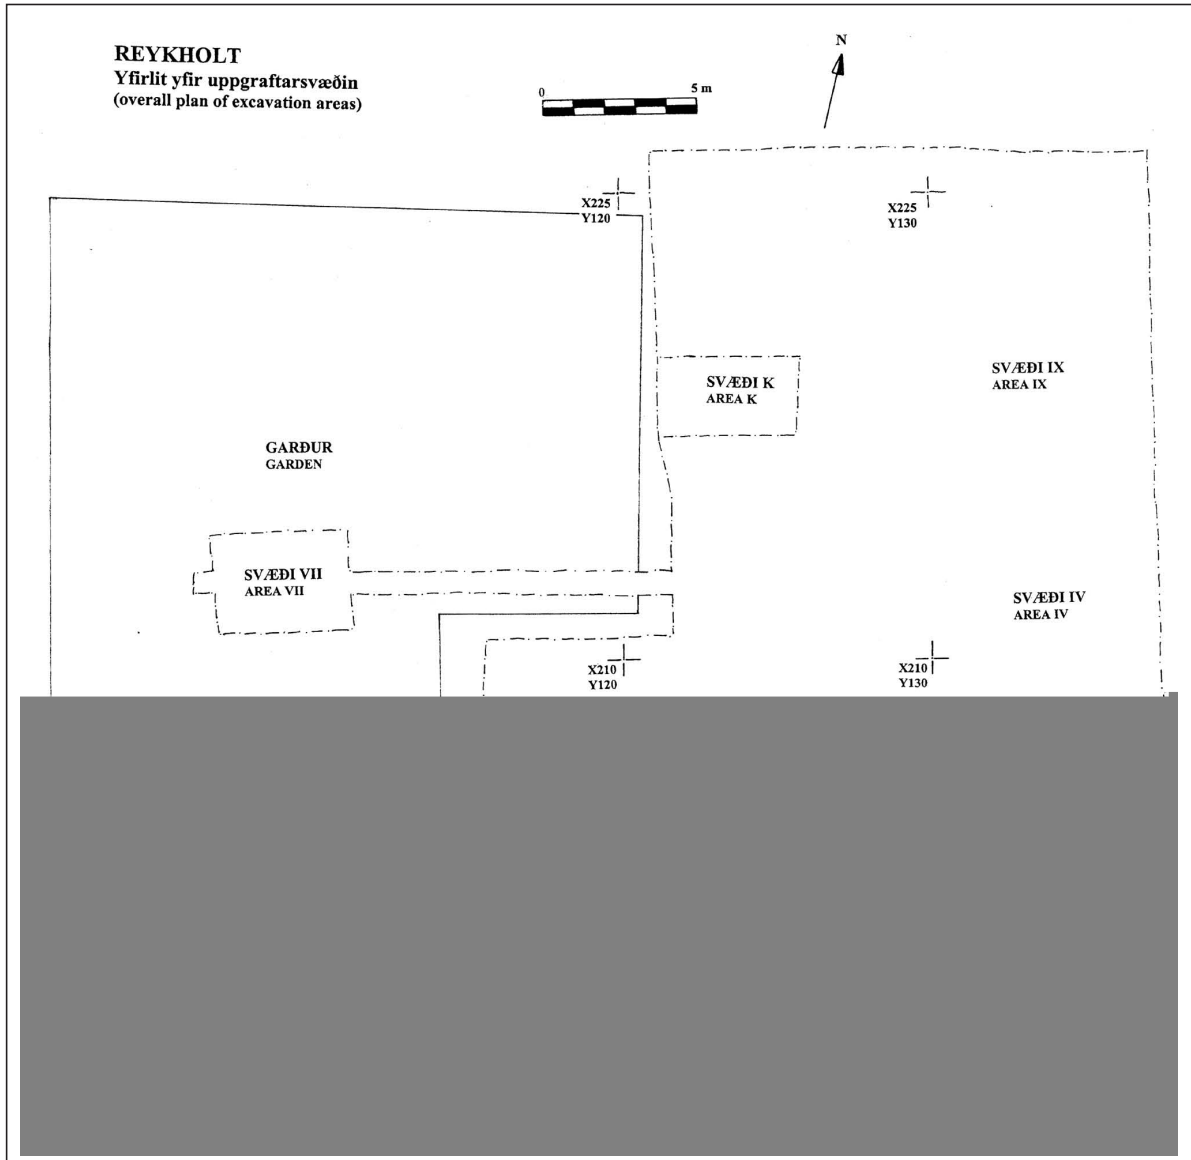 REYKHOLT
Yfirlit yfir uppgraftarsvæðin
(overall plan of excavation areas)
0
5 m
N
X225
Y120
X225
Y130
SVÆÐI IX
AREA IX
SVÆÐI K
AREA K
GARÐUR
GARDEN
SVÆÐI VII
AREA VII
SVÆÐI IV
AREA IV
X210
Y120
X210
Y130